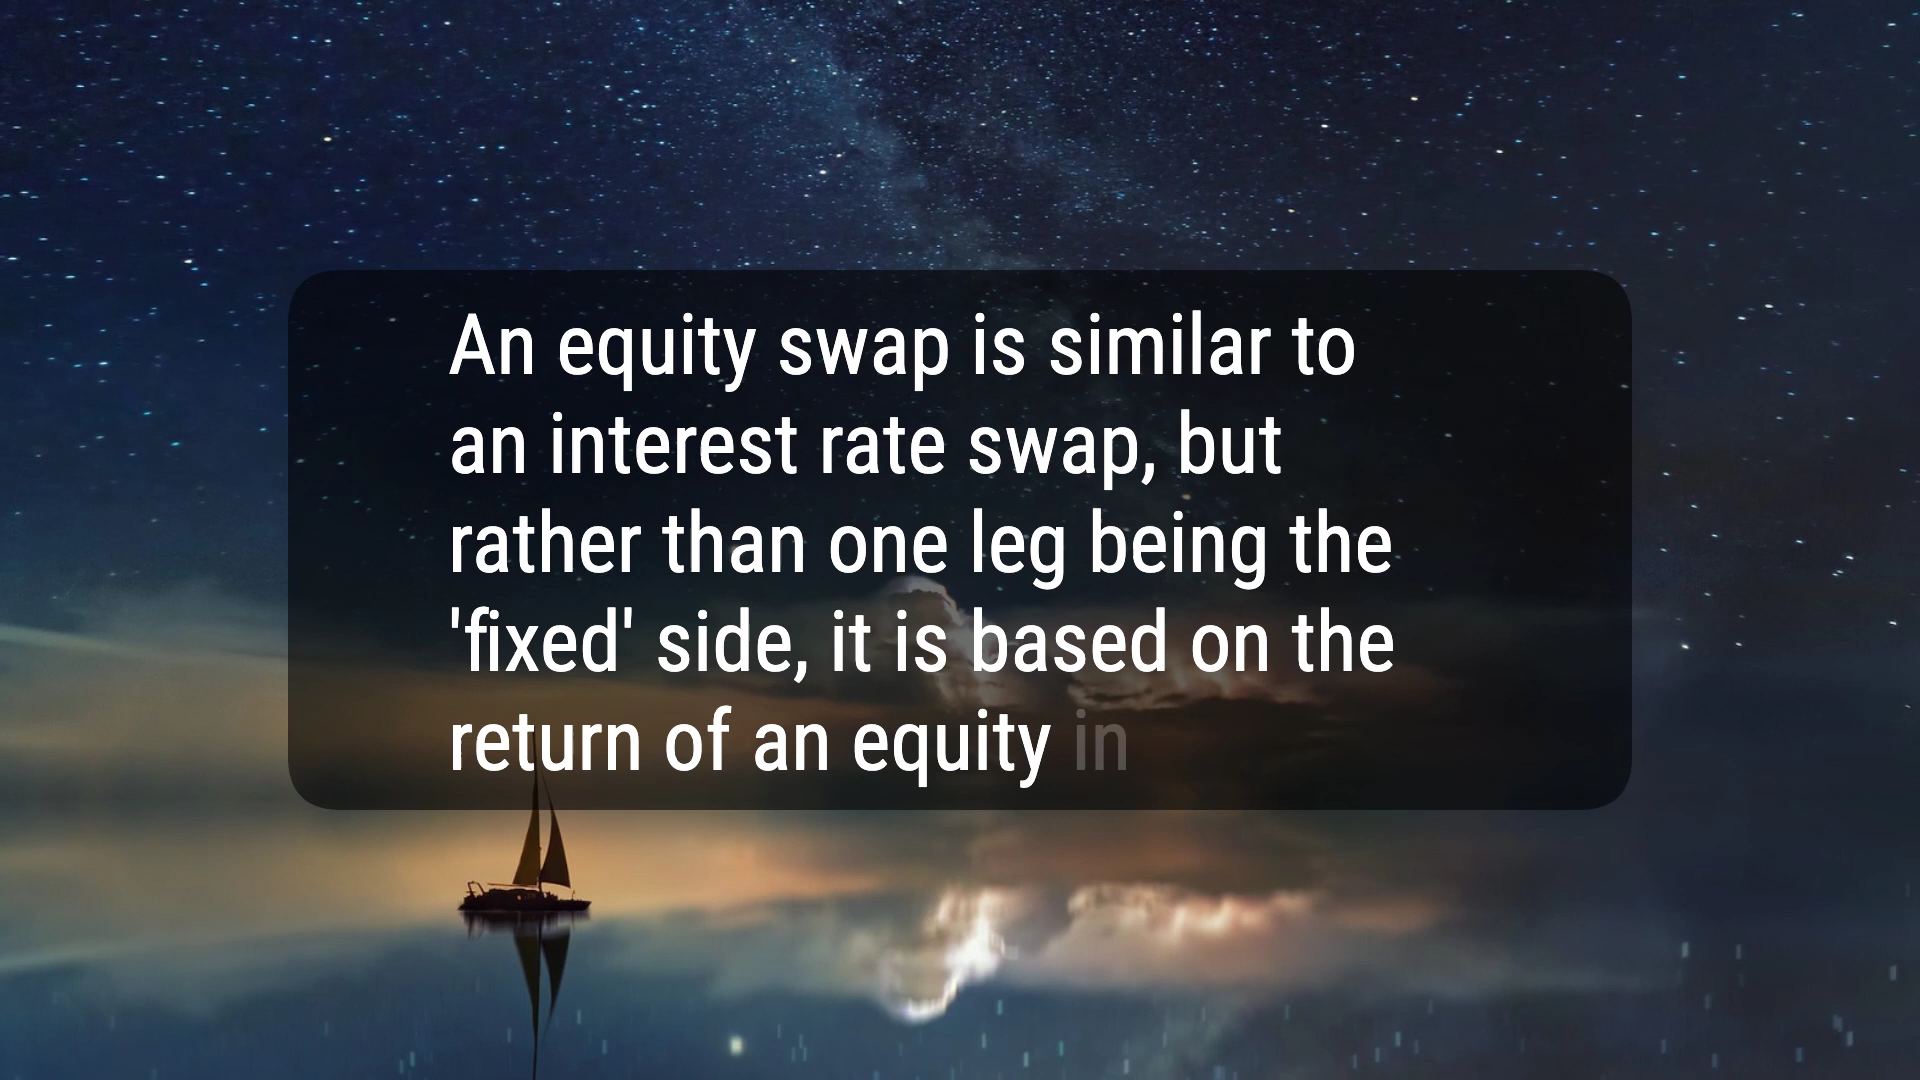 An equity swap is similar to
an interest rate swap, but
rather than one leg being the
'fixed' side, it is based on the
return of an equity in